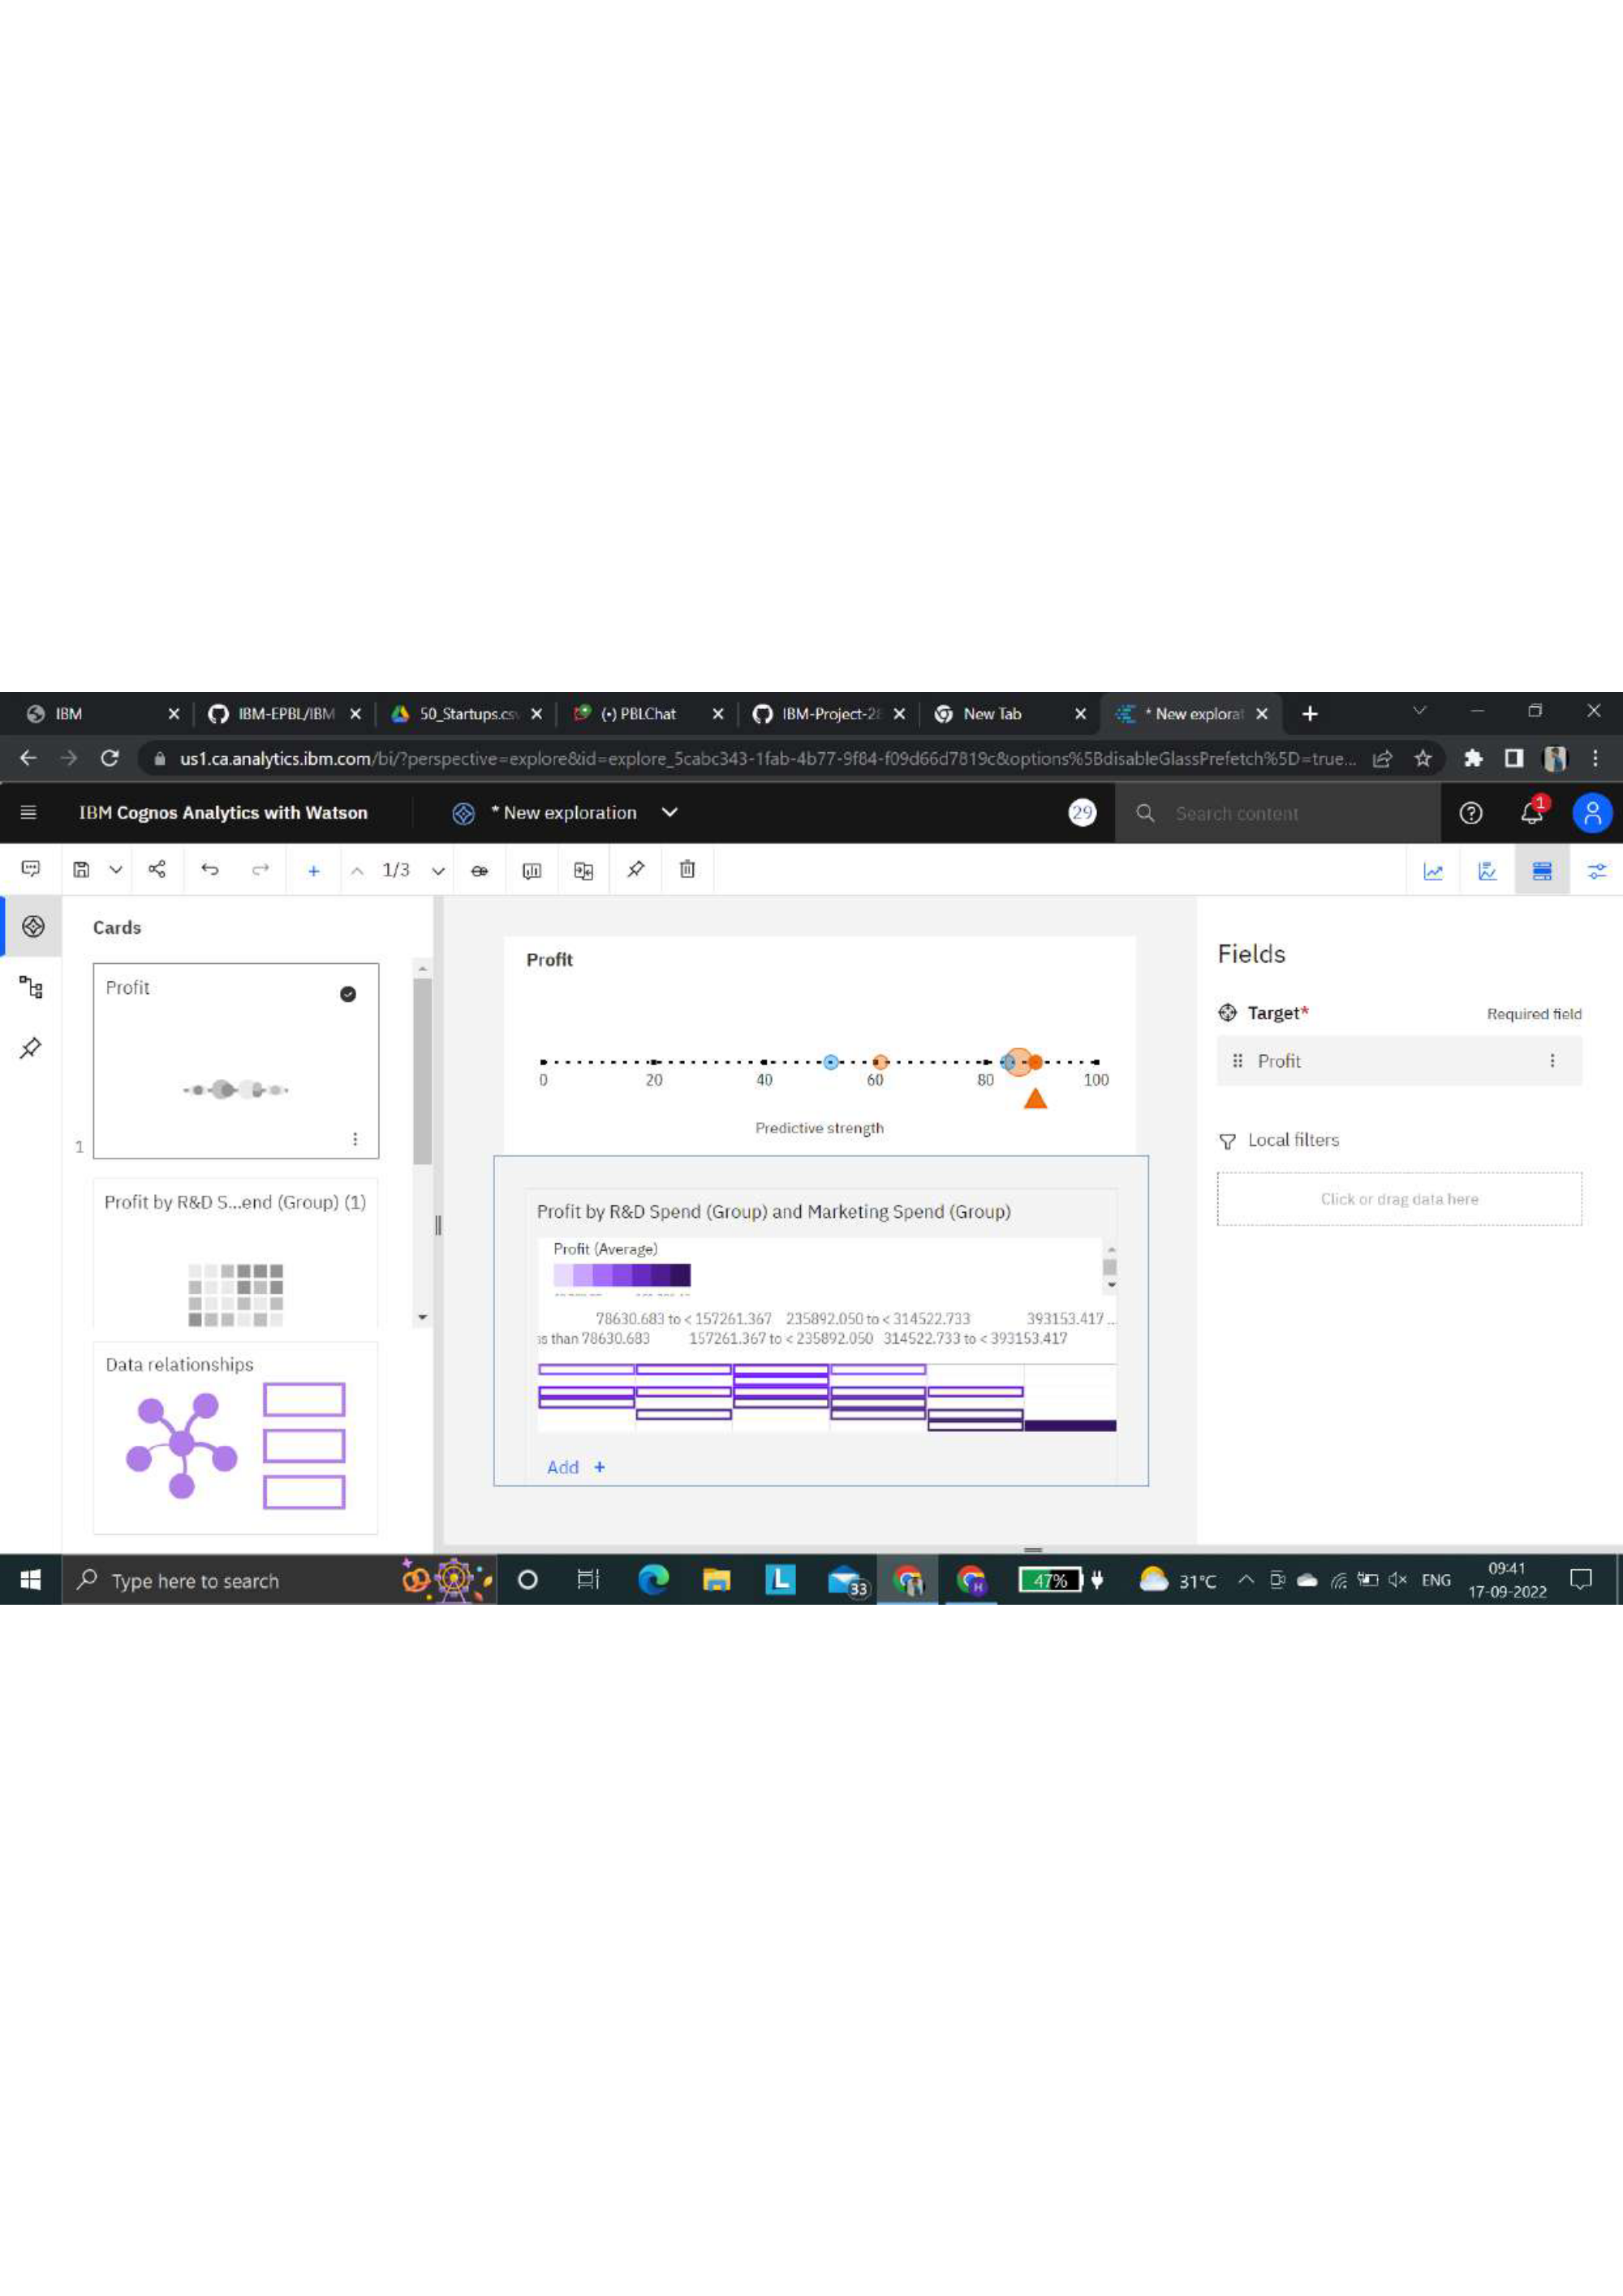 IBM
IBM-EPBL/IBM
50_Startups.cs
(•) PBLChat
IBM-Project-2
New Tab
* New explorat
us1.ca.analytics.ibm.com/bi/?perspective=explore&id=explore_5cabc343-1fab-4b77-9f84-f09d66d7819c&options%5BdisableGlassPrefetch%5D=true...
IBM Cognos Analytics with Watson
* New exploration
29
Search content
1
1/3
Cards
Profit
1
Profit by R&D S...end (Group) (1)
Data relationships
Profit
0 20 40 60 80 100
Predictive strength
Profit by R&D Spend (Group) and Marketing Spend (Group)
Profit (Average)
78630.683 to < 157261.367 235892.050 to < 314522.733 393153.417 ...
ss than 78630.683 157261.367 to < 235892.050 314522.733 to < 393153.417
Add +
Fields
Target* Required field
Profit
Local filters
Click or drag data here
Type here to search
L
33
H
47%
31°C
ENG
09:41
17-09-2022